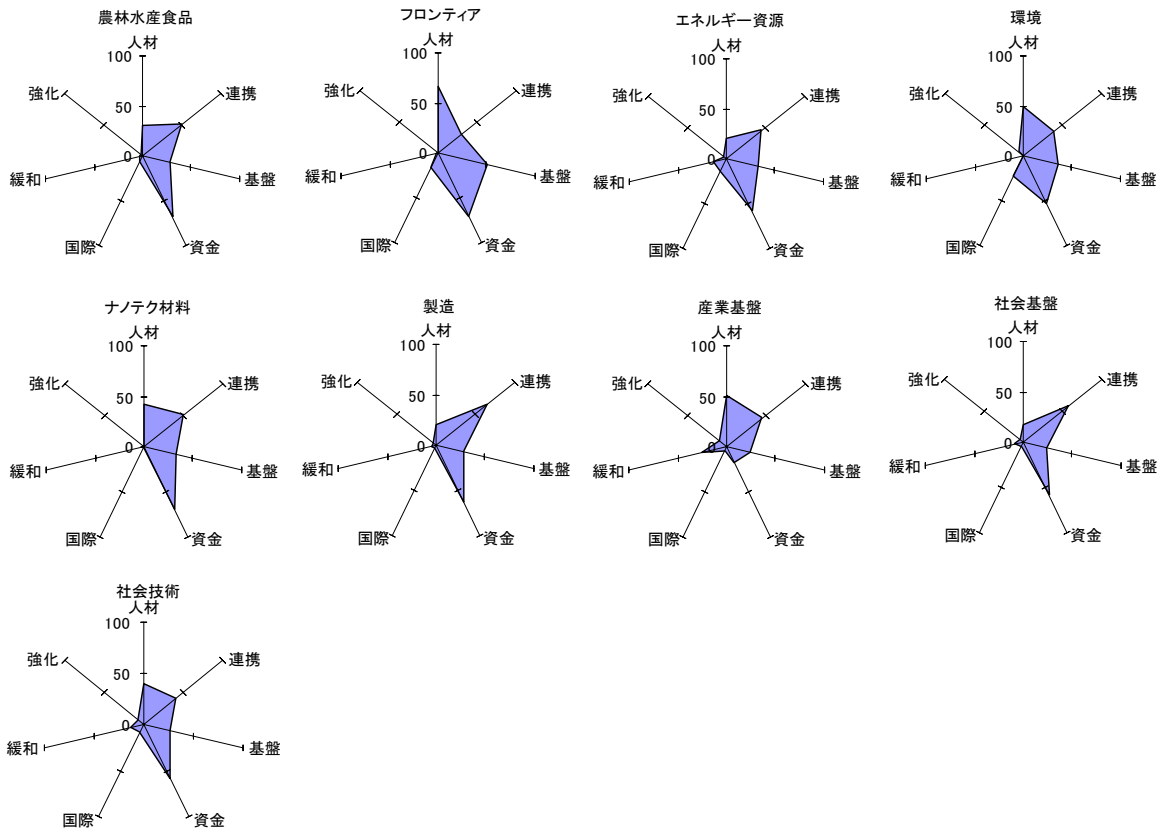 農林水産食品
人材
100
50
0
強化
連携
緩和
基盤
国際
資金
フロンティア
人材
100
50
0
強化
連携
緩和
基盤
国際
資金
エネルギー資源
人材
100
50
0
強化
連携
緩和
基盤
国際
資金
環境
人材
100
50
0
強化
連携
緩和
基盤
国際
資金
ナノテク材料
人材
100
50
0
強化
連携
緩和
基盤
国際
資金
製造
人材
100
50
0
強化
連携
緩和
基盤
国際
資金
産業基盤
人材
100
50
0
強化
連携
緩和
基盤
国際
資金
社会基盤
人材
100
50
0
強化
連携
緩和
基盤
国際
資金
社会技術
人材
100
50
0
強化
連携
緩和
基盤
国際
資金